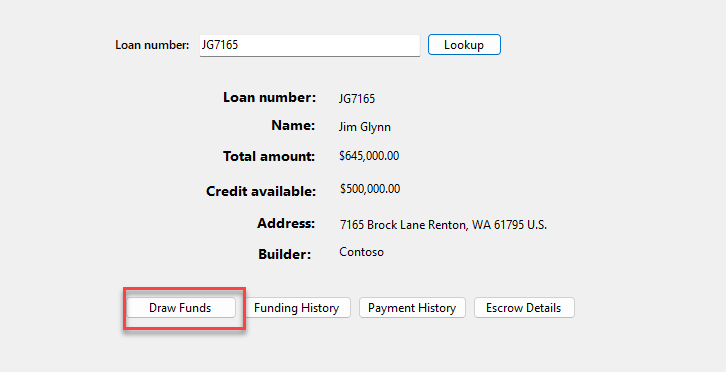 Loan number: JG7165 Lookup
Loan number: JG7165
Name: Jim Glynn
Total amount: $645,000.00
Credit available: $500,000.00
Address: 7165 Brock Lane Renton, WA 61795 U.S.
Builder: Contoso
Draw Funds Funding History Payment History Escrow Details